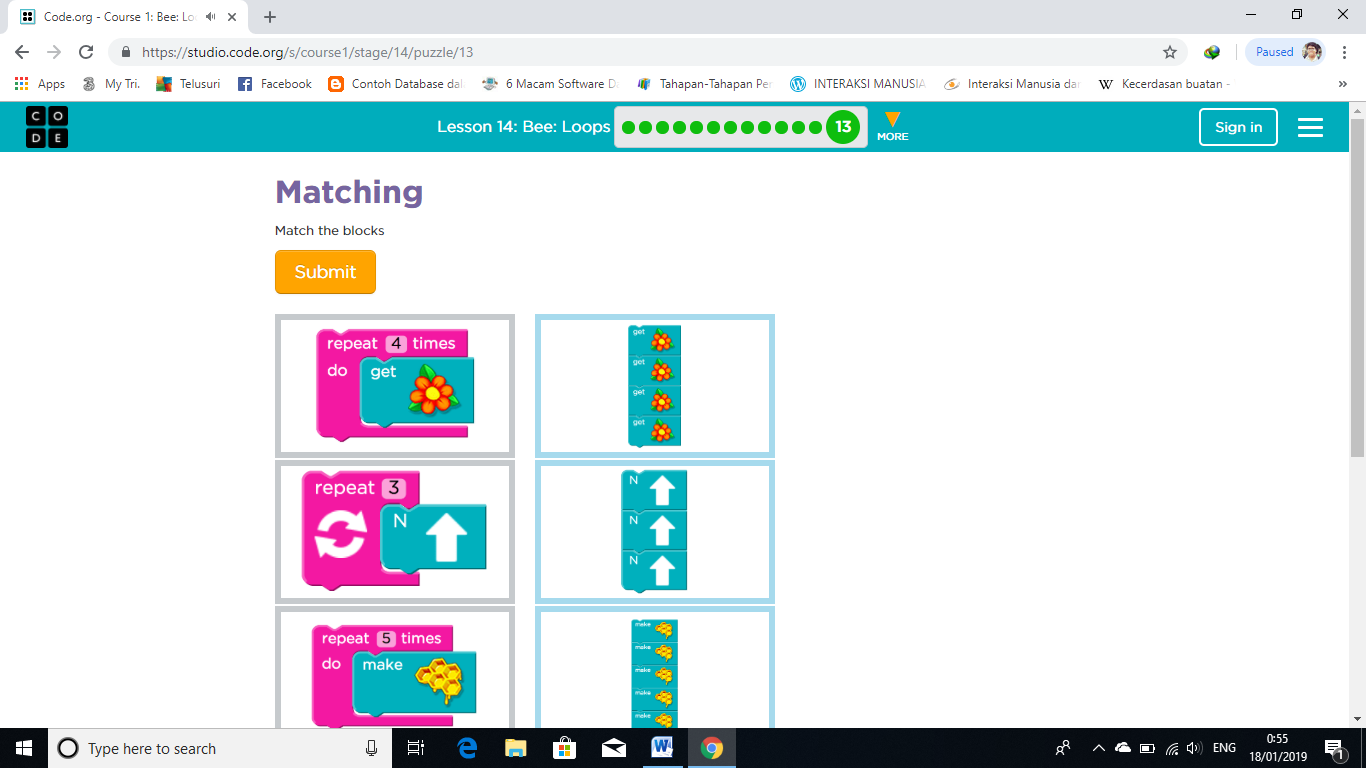 Code.org - Course 1: Bee: Lo
https://studio.code.org/s/course1/stage/14/puzzle/13
Paused
Apps
My Tri.
Telusuri
Facebook
Contoh Database dal
6 Macam Software D
Tahapan-Tahapan Per
INTERAKSI MANUSIA
Interaksi Manusia dar
Kecerdasan buatan -
»
C O
D E
Lesson 14: Bee: Loops
13
MORE
Sign in
Matching
Match the blocks
Submit
repeat 4 times
do get
get
get
get
get
repeat 3
N
N
N
N
repeat 5 times
do make
make
make
make
make
make
Type here to search
ENG
0:55
18/01/2019
1